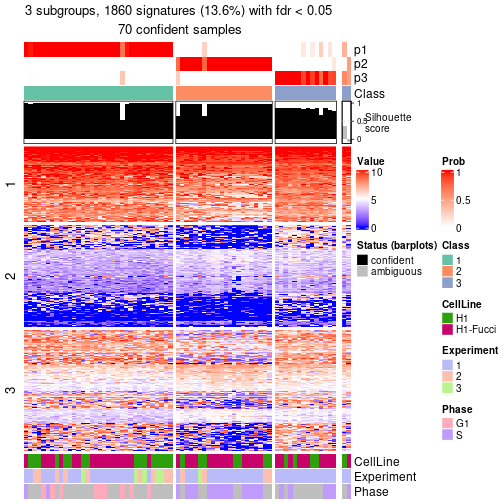 3 subgroups, 1860 signatures (13.6%) with fdr < 0.05
70 confident samples
p1
p2
p3
Class
1
0.5
0
Silhouette
score
1
2
3
CellLine
Experiment
Phase
Value
10
5
0
Prob
1
0.5
0
Status (barplots)
confident
ambiguous
Class
1
2
3
CellLine
H1
H1-Fucci
Experiment
1
2
3
Phase
G1
S